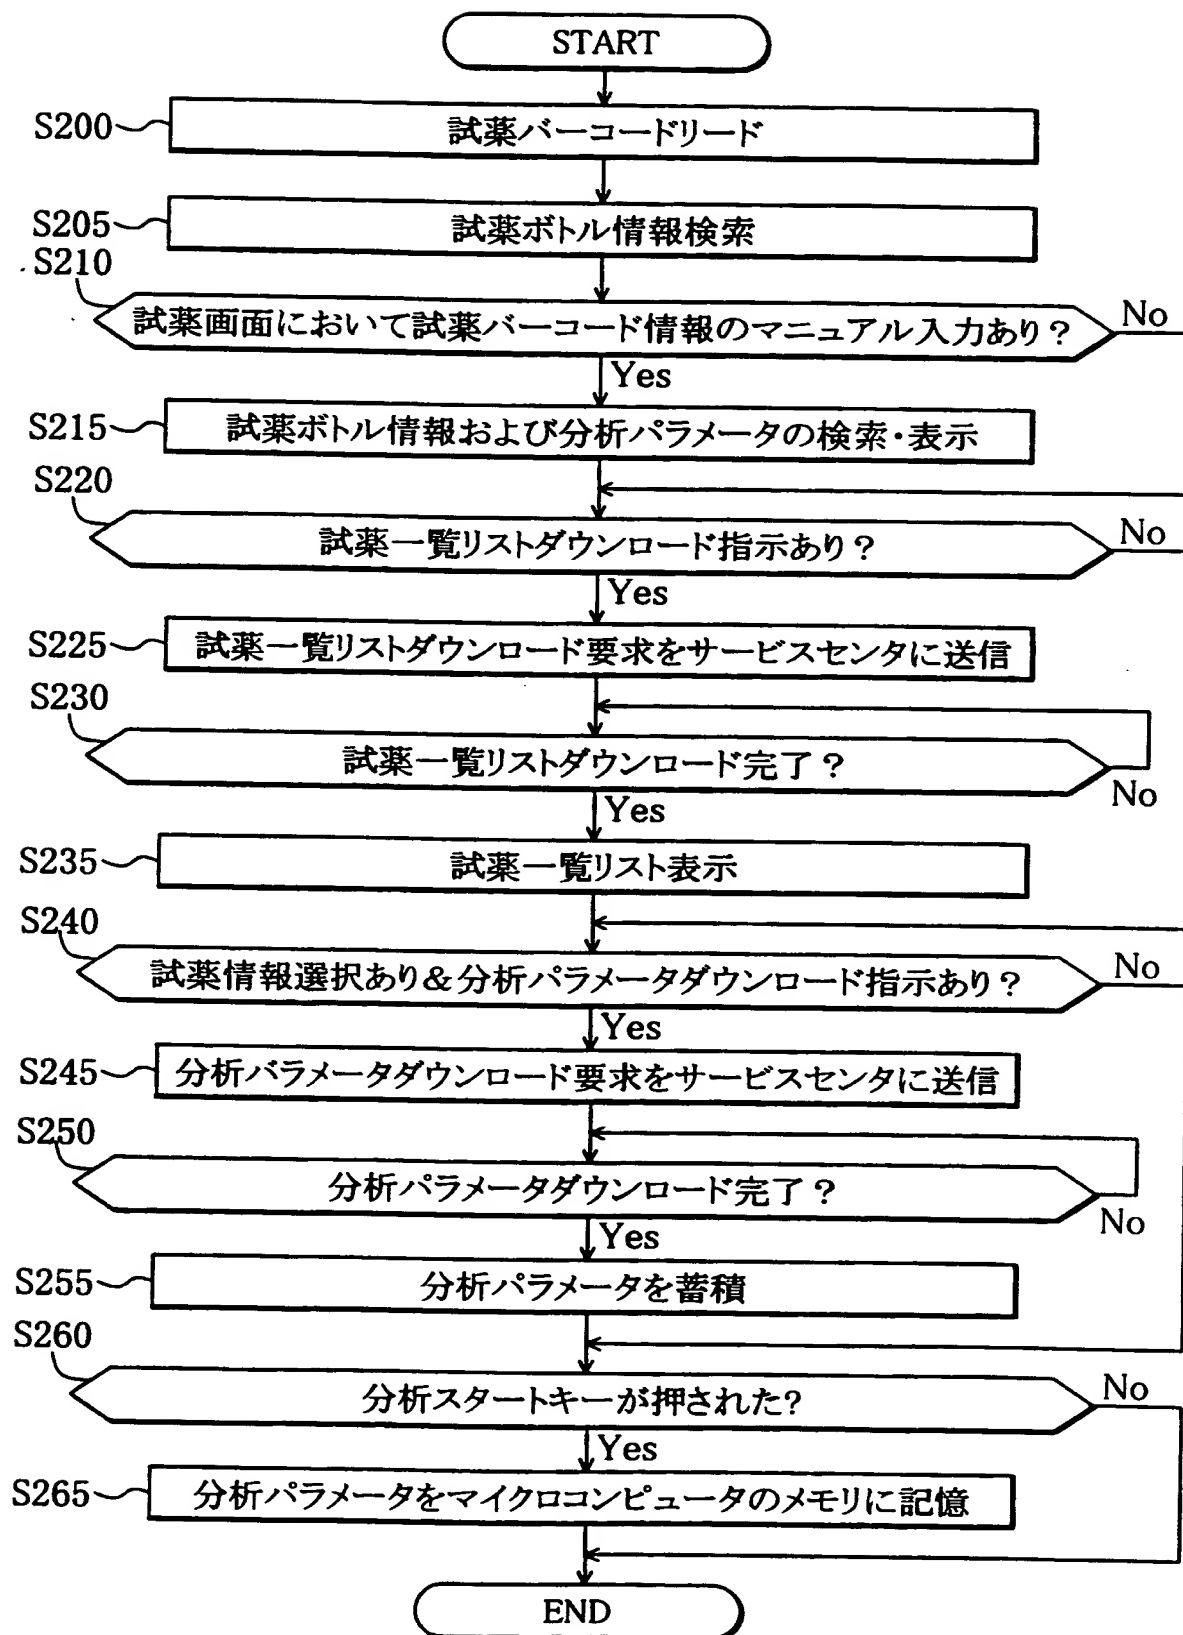 START
S200
試薬バーコードリード
S205
試薬ボトル情報検索
S210
試薬画面において試薬バーコード情報のマニュアル入力あり？
No
Yes
S215
試薬ボトル情報および分析パラメータの検索・表示
S220
試薬一覧リストダウンロード指示あり？
No
Yes
S225
試薬一覧リストダウンロード要求をサービスセンタに送信
S230
試薬一覧リストダウンロード完了？
No
Yes
S235
試薬一覧リスト表示
S240
試薬情報選択あり＆分析パラメータダウンロード指示あり？
No
Yes
S245
分析パラメータダウンロード要求をサービスセンタに送信
S250
分析パラメータダウンロード完了？
No
Yes
S255
分析パラメータを蓄積
S260
分析スタートキーが押された?
No
Yes
S265
分析パラメータをマイクロコンピュータのメモリに記憶
END